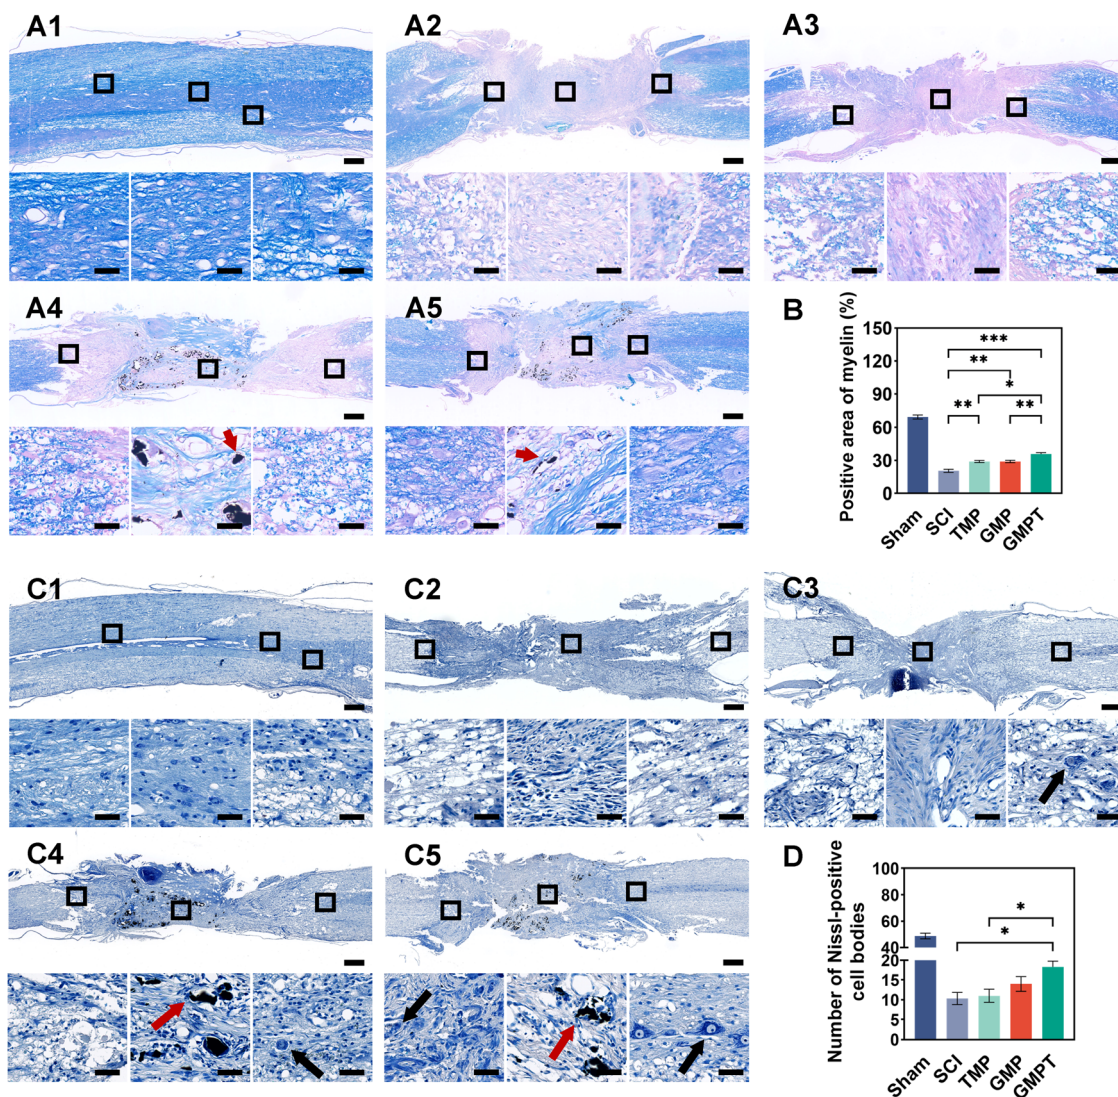 A1
A2
A3
A4
A5
B
Positive area of myelin (%)
150
120
90
60
30
0
***
**
*
**
**
Sham
SCI
TMP
GMP
GMPT
C1
C2
C3
C4
C5
D
Number of Nissl-positive
cell bodies
100
80
60
40
20
15
10
5
0
*
*
Sham
SCI
TMP
GMP
GMPT